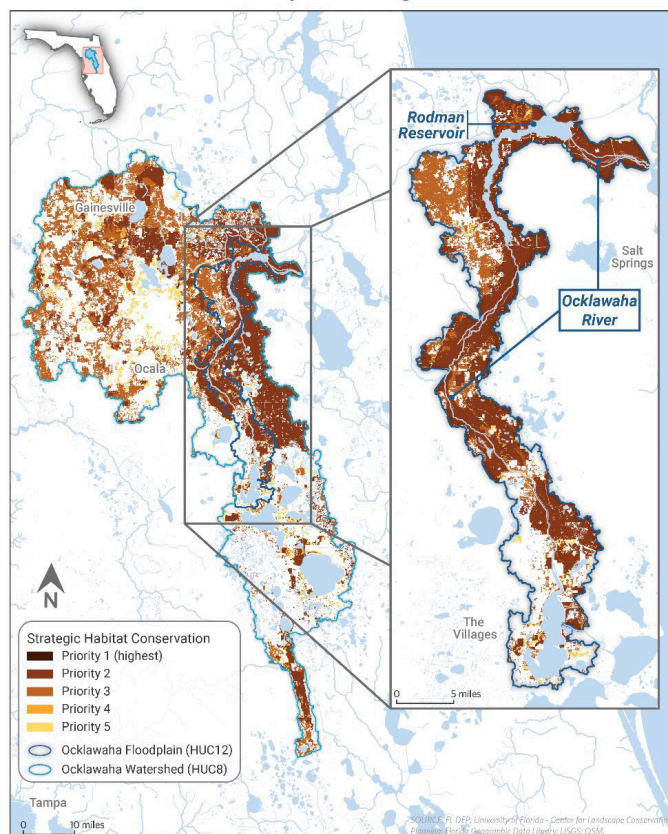 Rodman
Reservoir
Gainesville
Salt
Springs
Ocklawaha
River
Ocala
N
The
Villages
Strategic Habitat Conservation
Priority 1 (highest)
Priority 2
Priority 3
Priority 4
Priority 5
Ocklawaha Floodplain (HUC12)
Ocklawaha Watershed (HUC8)
0 5 miles
Tampa
0 10 miles
SOURCE: FL DEP; University of Florida - Center for Landscape Conservation
Planning; Florida Geographic Data Library; USGS; OSM.